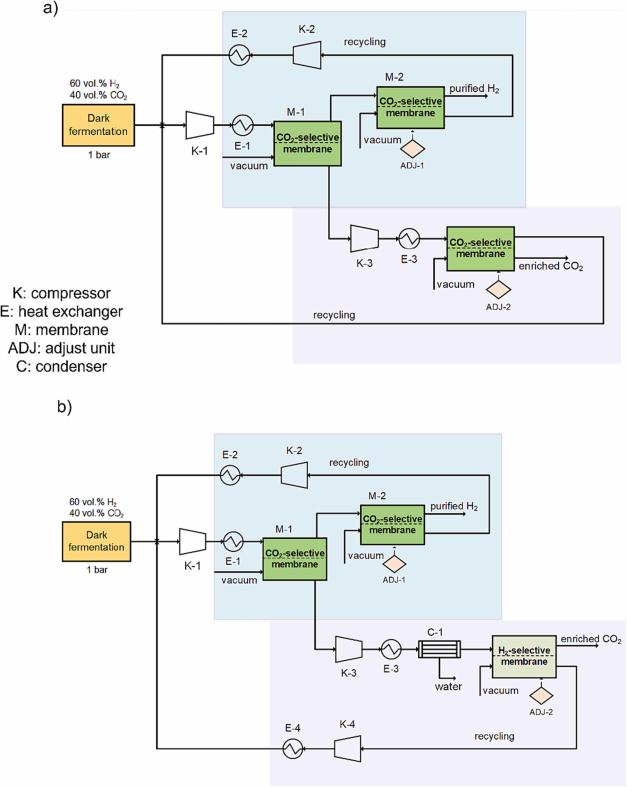 a)
K-2
E-2
recycling
60 vol.% H₂
40 vol.% CO₂
M-2
purified H₂
CO₂-selective
membrane
Dark
fermentation
M-1
CO₂-selective
membrane
K-1
E-1
vacuum
vacuum
ADJ-1
1 bar
CO₂-selective
membrane
K-3
E-3
enriched CO₂
vacuum
ADJ-2
K: compressor
E: heat exchanger
M: membrane
ADJ: adjust unit
C: condenser
recycling
b)
K-2
E-2
recycling
60 vol.% H₂
40 vol.% CO₂
M-2
purified H₂
CO₂-selective
membrane
Dark
fermentation
M-1
CO₂-selective
membrane
K-1
E-1
vacuum
vacuum
ADJ-1
1 bar
C-1
enriched CO₂
H₂-selective
membrane
K-3
E-3
water
vacuum
ADJ-2
E-4
K-4
recycling